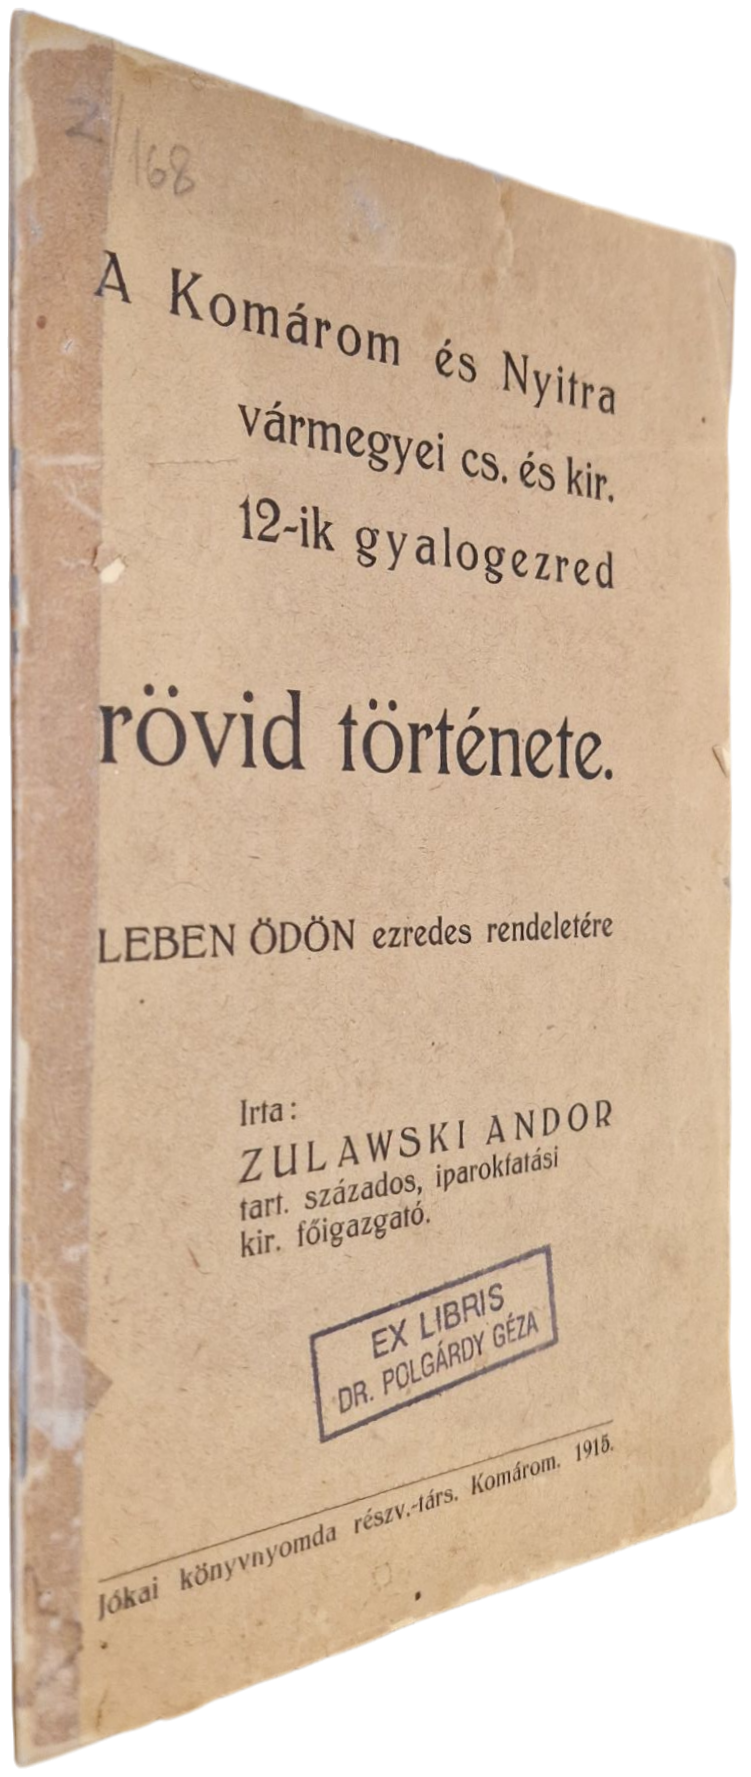 2/168
A Komárom és Nyitra
vármegyei cs. és kir.
12-ik gyalogezred
rövid története.
LEBEN ÖDÖN ezredes rendeletére
Irta:
ZULAWSKI ANDOR
tart. százados, iparoktatási
kir. főigazgató.
EX LIBRIS
DR. POLGÁRDY GÉZA
Jókai könyvnyomda részv.-társ. Komárom. 1915.